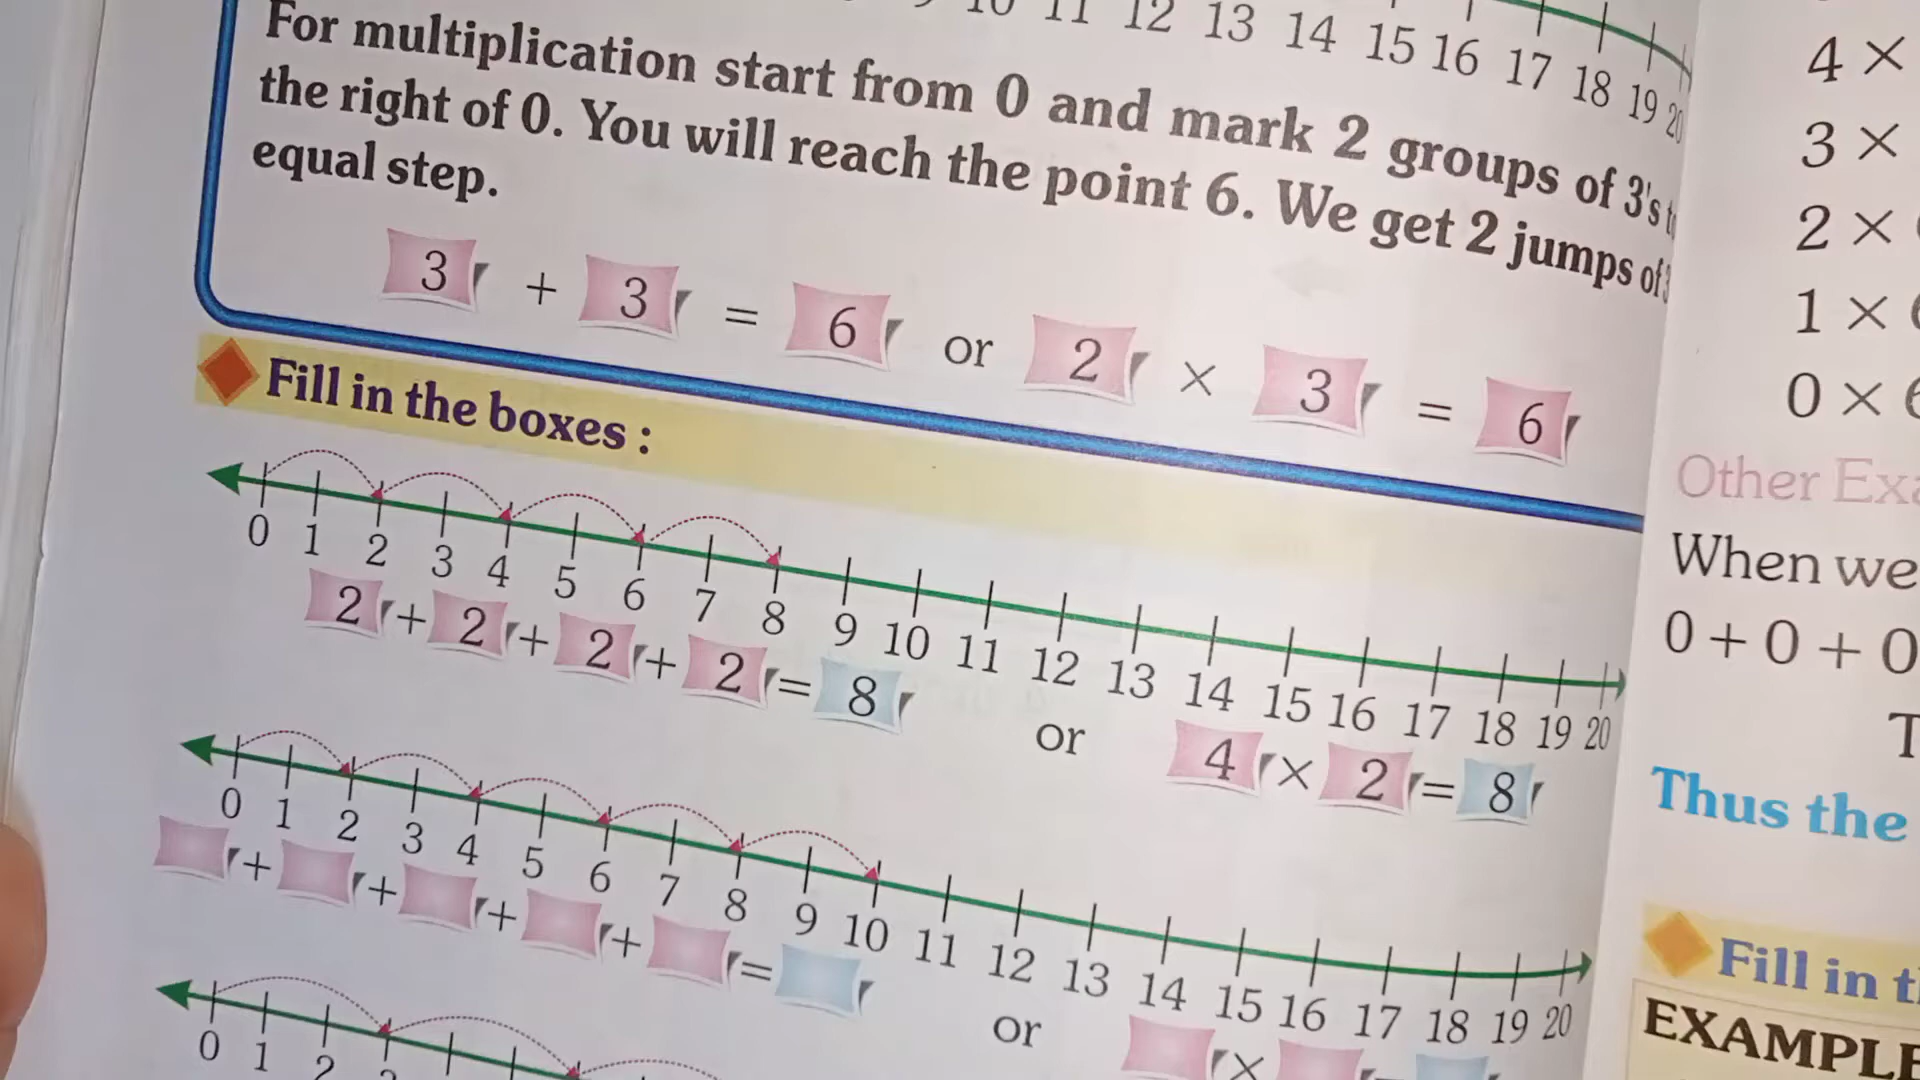 10 11 12 13 14 15 16 17 18 19 20
For multiplication start from 0 and mark 2 groups of 3's
the right of 0. You will reach the point 6. We get 2 jumps of
equal step.
3 + 3 = 6 or 2 × 3 = 6
Fill in the boxes :
0 1 2 3 4 5 6 7 8 9 10 11 12 13 14 15 16 17 18 19 20
2 + 2 + 2 + 2 = 8 or 4 × 2 = 8
0 1 2 3 4 5 6 7 8 9 10 11 12 13 14 15 16 17 18 19 20
+ + + + = or ×
0 1 2
4 ×
3 ×
2 ×
1 ×
0 × 6
Other
When we
0 + 0 + 0
Thus the
Fill in
EXAMPLE